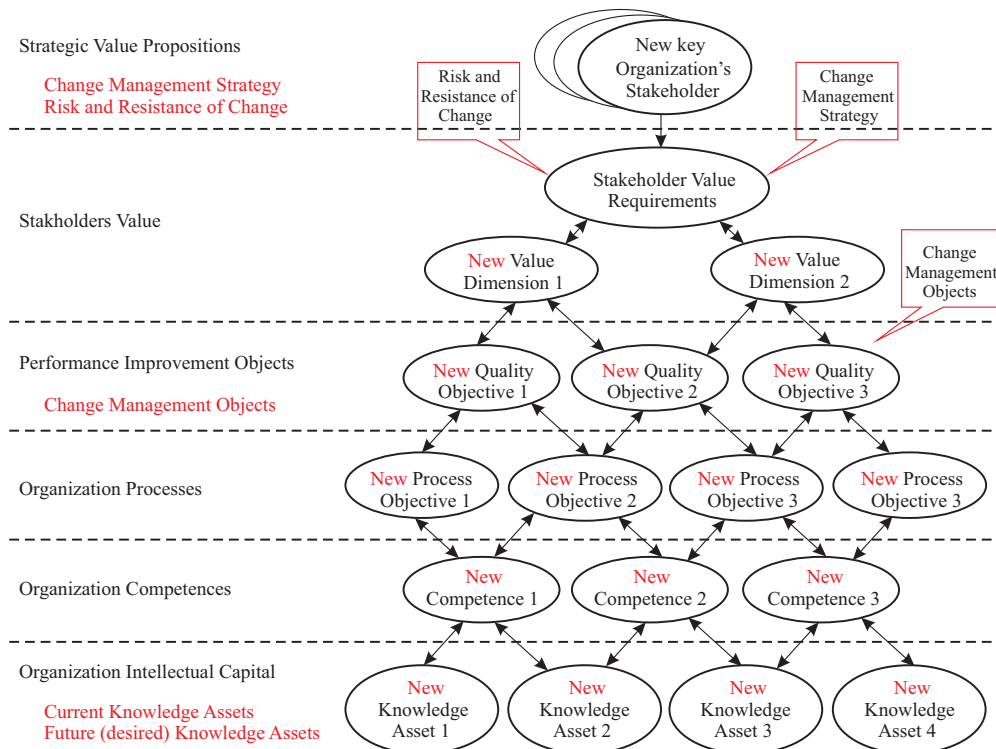 Strategic Value Propositions
Change Management Strategy
Risk and Resistance of Change
New key
Organization's
Stakeholder
Risk and
Resistance of
Change
Change
Management
Strategy
Stakholders Value
Stakeholder Value
Requirements
New Value
Dimension 1
New Value
Dimension 2
Change
Management
Objects
Performance Improvement Objects
Change Management Objects
New Quality
Objective 1
New Quality
Objective 2
New Quality
Objective 3
Organization Processes
New Process
Objective 1
New Process
Objective 2
New Process
Objective 3
New Process
Objective 3
Organization Competences
New
Competence 1
New
Competence 2
New
Competence 3
Organization Intellectual Capital
Current Knowledge Assets
Future (desired) Knowledge Assets
New
Knowledge
Asset 1
New
Knowledge
Asset 2
New
Knowledge
Asset 3
New
Knowledge
Asset 4